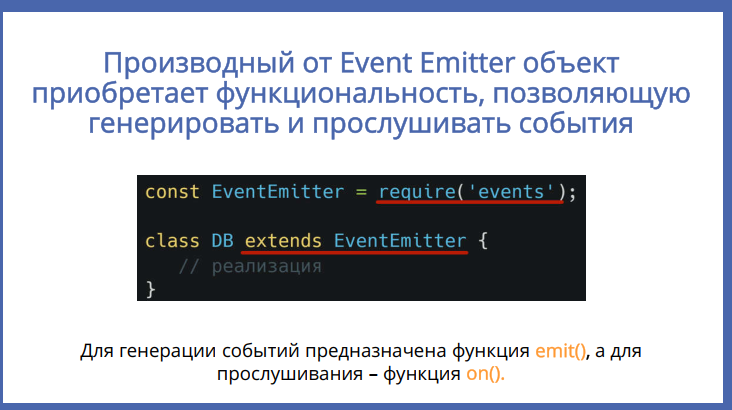 Производный от Event Emitter объект
приобретает функциональность, позволяющую
генерировать и прослушивать события
const EventEmitter = require('events');
class DB extends EventEmitter {
// реализация
}
Для генерации событий предназначена функция emit(), а для
прослушивания – функция on().